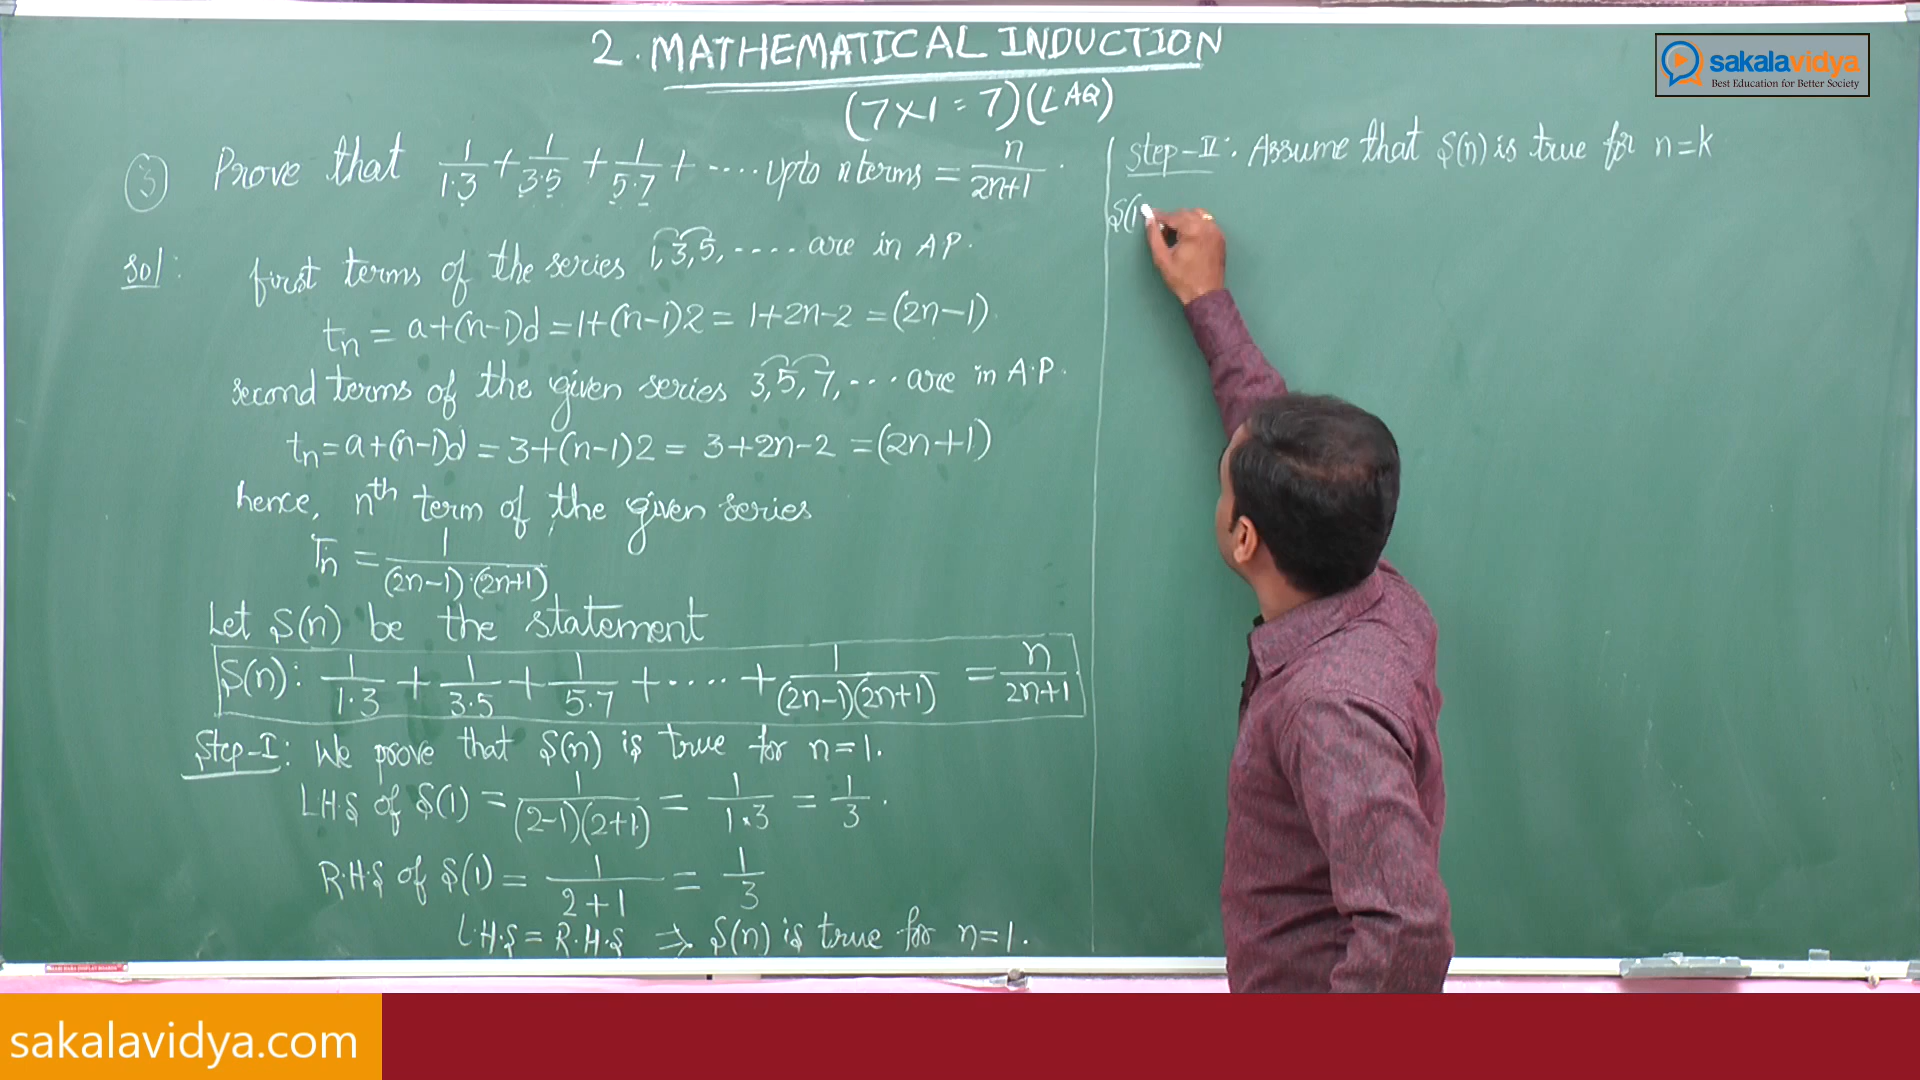 2. MATHEMATICAL INDUCTION
(7×1=7)(LAQ)
sakalavidya
Best Education for Better Society
③ Prove that 1/1·3 + 1/3·5 + 1/5·7 + .... upto n terms = n/2n+1 .
Sol: first terms of the series 1,3,5, ..... are in A.P.
tn = a+(n-1)d = 1+(n-1)2 = 1+2n-2 = (2n-1).
second terms of the given series 3,5,7, ... are in A.P.
tn = a+(n-1)d = 3+(n-1)2 = 3+2n-2 = (2n+1)
hence, nth term of the given series
Tn = 1/(2n-1)·(2n+1)
Let S(n) be the statement
S(n): 1/1·3 + 1/3·5 + 1/5·7 + ..... + 1/(2n-1)(2n+1) = n/2n+1.
Step-I: We prove that S(n) is true for n=1.
L.H.S of S(1) = 1/(2-1)(2+1) = 1/1·3 = 1/3.
R.H.S of S(1) = 1/2+1 = 1/3
L.H.S = R.H.S ⇒ S(n) is true for n=1.
Step-II: Assume that S(n) is true for n=k
S(
sakalavidya.com